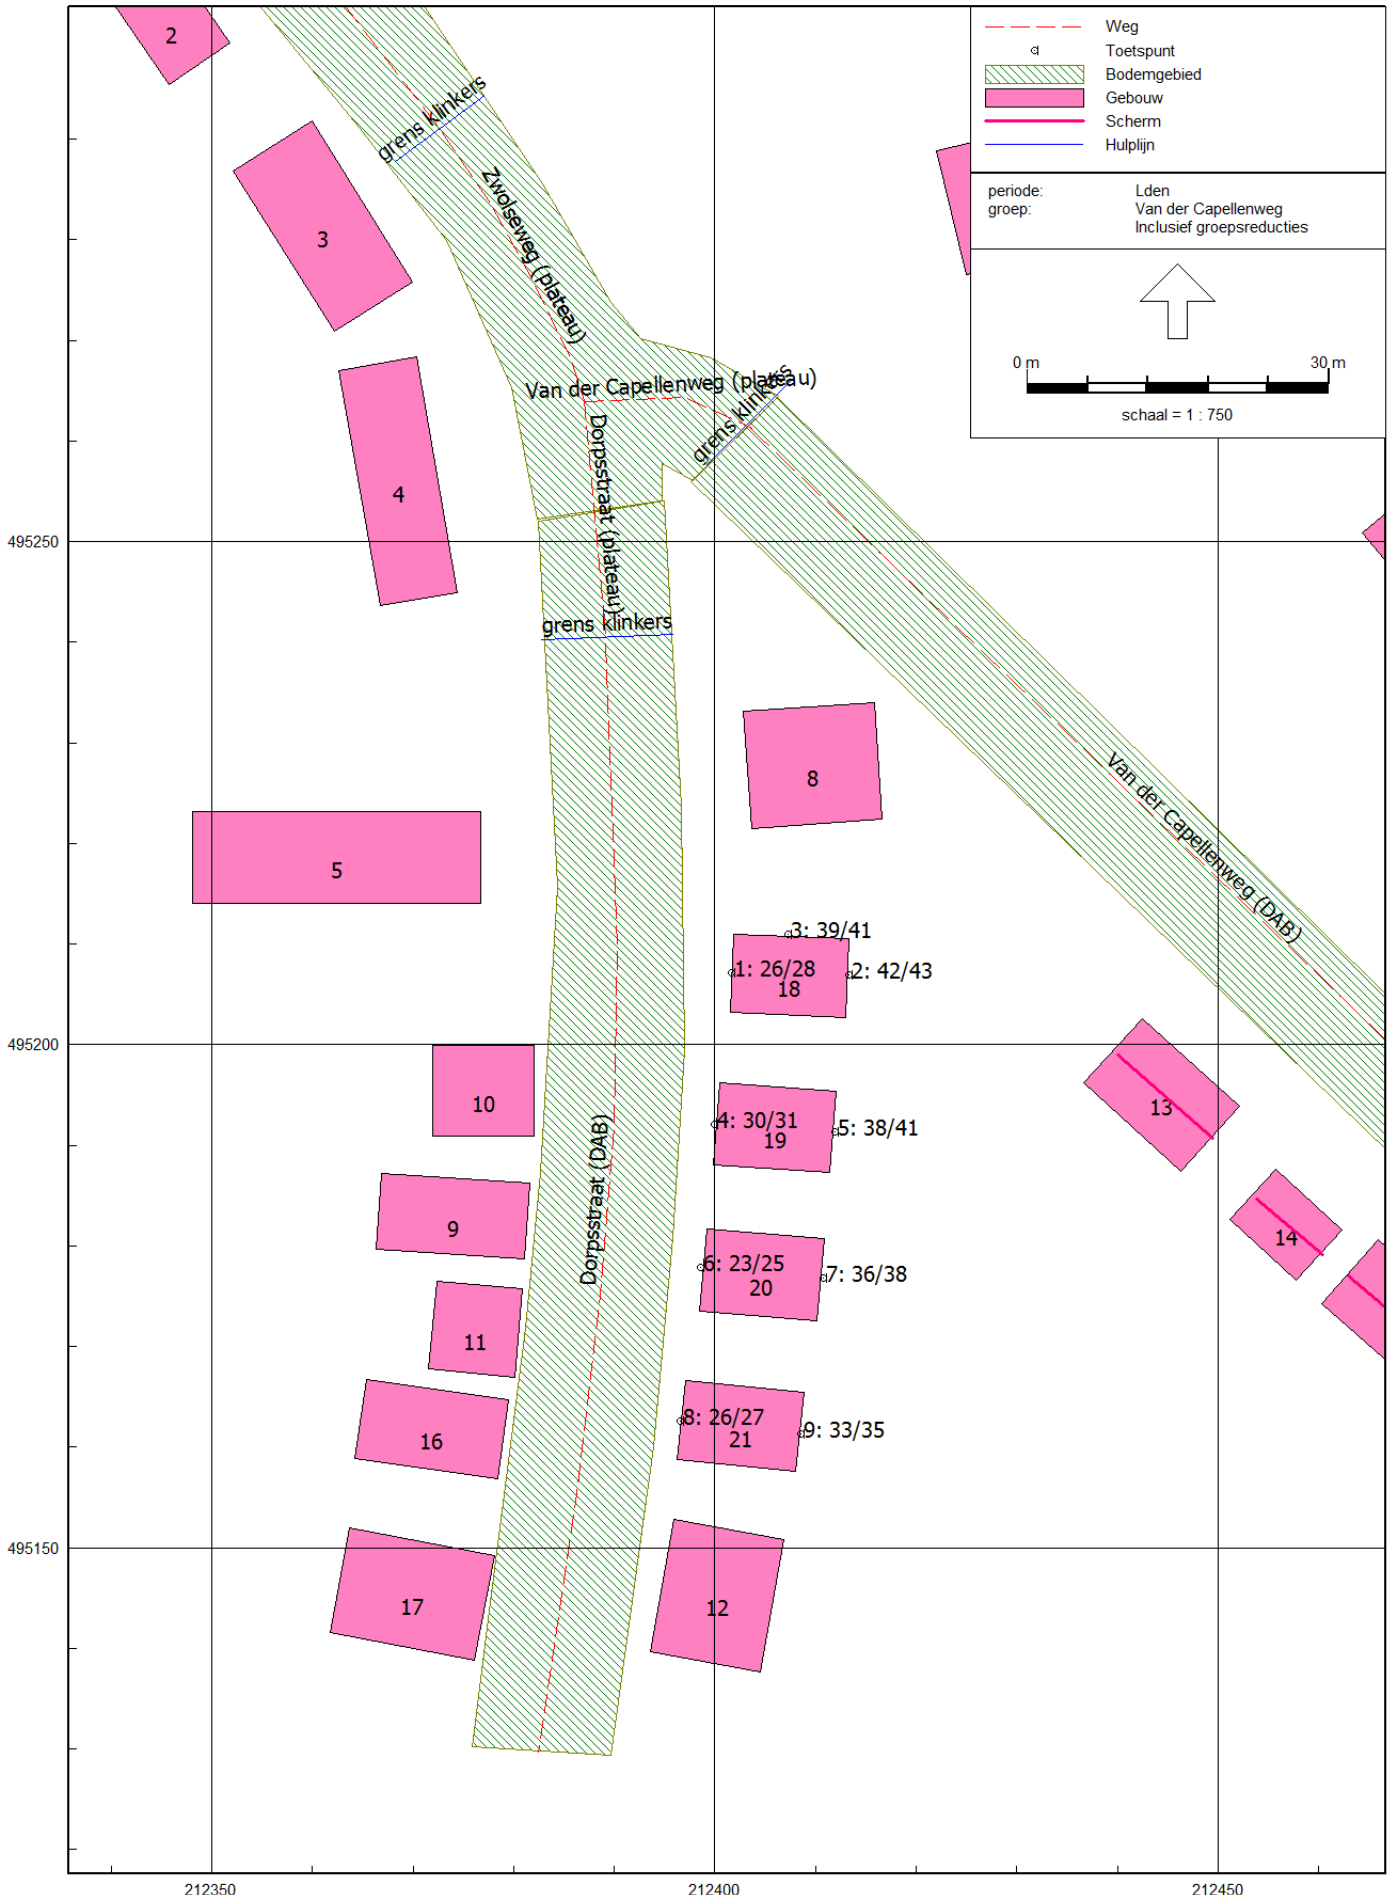 Weg
Toetspunt
Bodemgebied
Gebouw
Scherm
Hulplijn
periode: Lden
groep: Van der Capellenweg
Inclusief groepsreducties
0 m 30 m
schaal = 1 : 750
2
grens klinkers
Zwolseweg (plateau)
3
Van der Capellenweg (plateau)
grens klinkers
Dorpsstraat (plateau)
4
495250
grens klinkers
8
Van der Capellenweg (DAB)
5
3: 39/41
1: 26/28
2: 42/43
18
495200
10
13
4: 30/31
5: 38/41
19
Dorpsstraat (DAB)
9
14
6: 23/25
7: 36/38
20
11
8: 26/27
9: 33/35
21
16
495150
17
12
212350
212400
212450